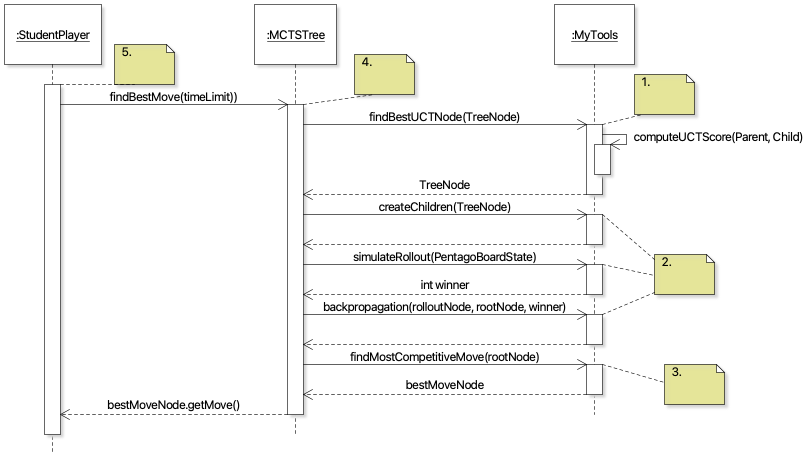 :StudentPlayer
:MCTSTree
:MyTools
5.
4.
1.
findBestMove(timeLimit))
findBestUCTNode(TreeNode)
computeUCTScore(Parent, Child)
TreeNode
createChildren(TreeNode)
simulateRollout(PentagoBoardState)
2.
int winner
backpropagation(rolloutNode, rootNode, winner)
findMostCompetitiveMove(rootNode)
3.
bestMoveNode
bestMoveNode.getMove()